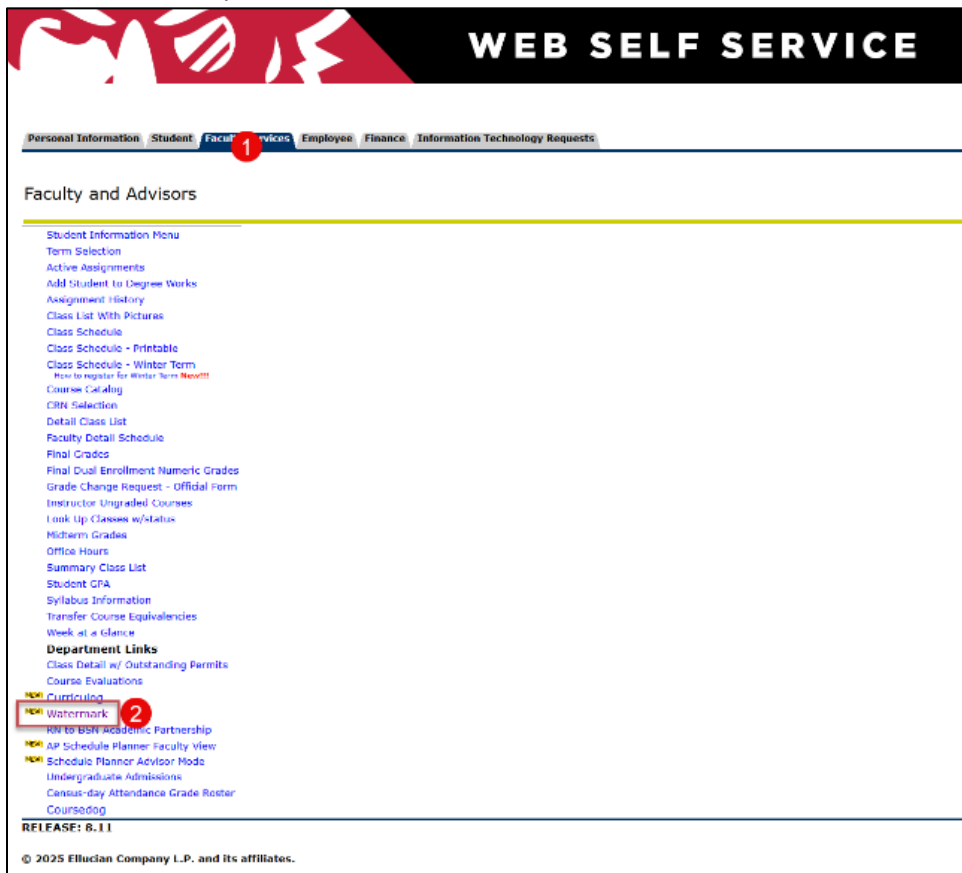 WEB SELF SERVICE
Personal Information Student Faculty Services Employee Finance Information Technology Requests
1
Faculty and Advisors
Student Information Menu
Term Selection
Active Assignments
Add Student to Degree Works
Assignment History
Class List With Pictures
Class Schedule
Class Schedule - Printable
Class Schedule - Winter Term
How to register for Winter Term New!!!
Course Catalog
CRN Selection
Detail Class List
Faculty Detail Schedule
Final Grades
Final Dual Enrollment Numeric Grades
Grade Change Request - Official Form
Instructor Ungraded Courses
Look Up Classes w/status
Midterm Grades
Office Hours
Summary Class List
Student GPA
Syllabus Information
Transfer Course Equivalencies
Week at a Glance
Department Links
Class Detail w/ Outstanding Permits
Course Evaluations
NEW! Curriculog
NEW! Watermark 2
RN to BSN Academic Partnership
NEW! AP Schedule Planner Faculty View
NEW! Schedule Planner Advisor Mode
Undergraduate Admissions
Census-day Attendance Grade Roster
Coursedog
RELEASE: 8.11
© 2025 Ellucian Company L.P. and its affiliates.